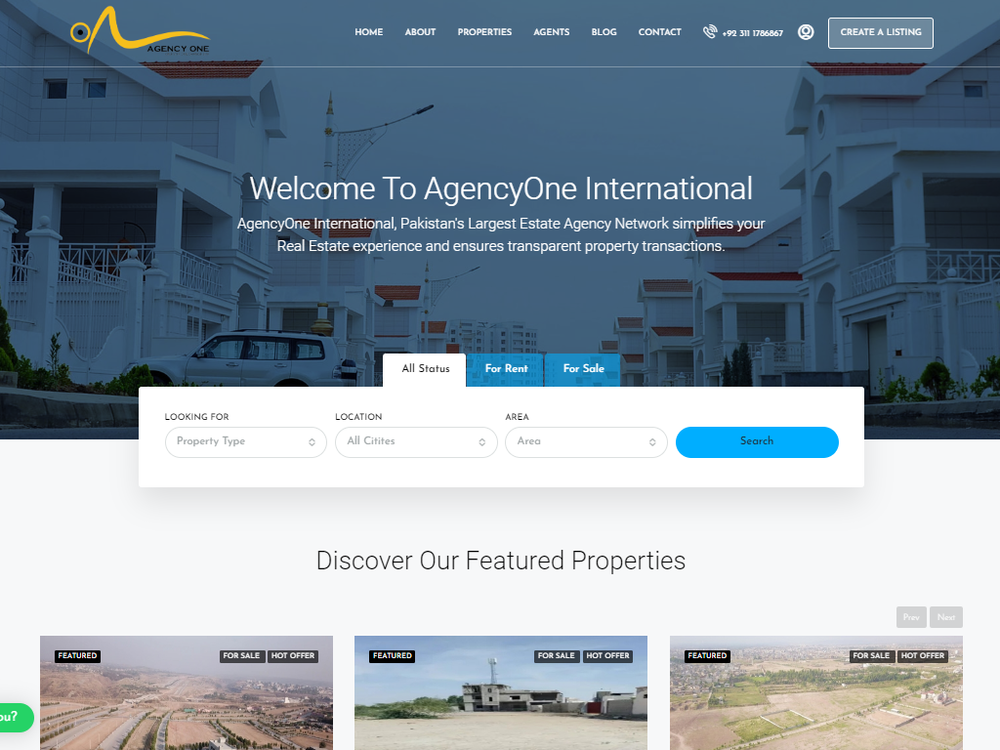 AGENCY ONE
HOME
ABOUT
PROPERTIES
AGENTS
BLOG
CONTACT
+92 311 1786867
CREATE A LISTING
Welcome To AgencyOne International
AgencyOne International, Pakistan's Largest Estate Agency Network simplifies your
Real Estate experience and ensures transparent property transactions.
All Status
For Rent
For Sale
LOOKING FOR
LOCATION
AREA
Property Type
All Citites
Area
Search
Discover Our Featured Properties
Prev
Next
FEATURED
FOR SALE
HOT OFFER
FEATURED
FOR SALE
HOT OFFER
FEATURED
FOR SALE
HOT OFFER
ou?